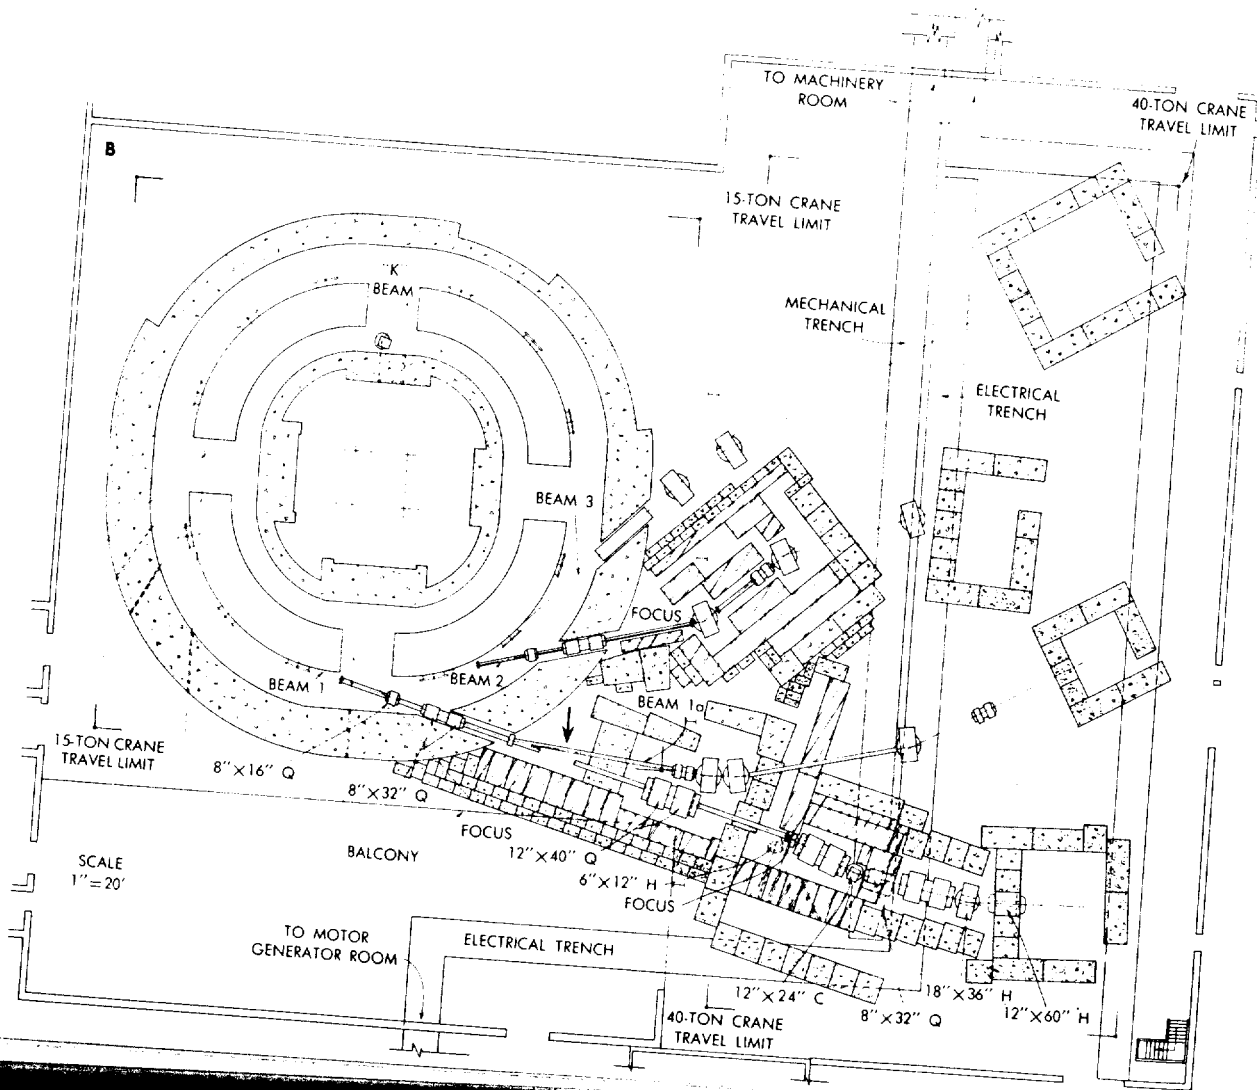 TO MACHINERY
ROOM
40-TON CRANE
TRAVEL LIMIT
B
15-TON CRANE
TRAVEL LIMIT
K
BEAM
MECHANICAL
TRENCH
ELECTRICAL
TRENCH
BEAM 3
FOCUS
BEAM 2
BEAM 1
BEAM 1a
15-TON CRANE
TRAVEL LIMIT
8"×16" Q
8"×32" Q
FOCUS
12"×40" Q
SCALE
1"=20'
BALCONY
6"×12" H
FOCUS
TO MOTOR
GENERATOR ROOM
ELECTRICAL TRENCH
12"×24" C
18"×36" H
8"×32" Q
12"×60" H
40-TON CRANE
TRAVEL LIMIT